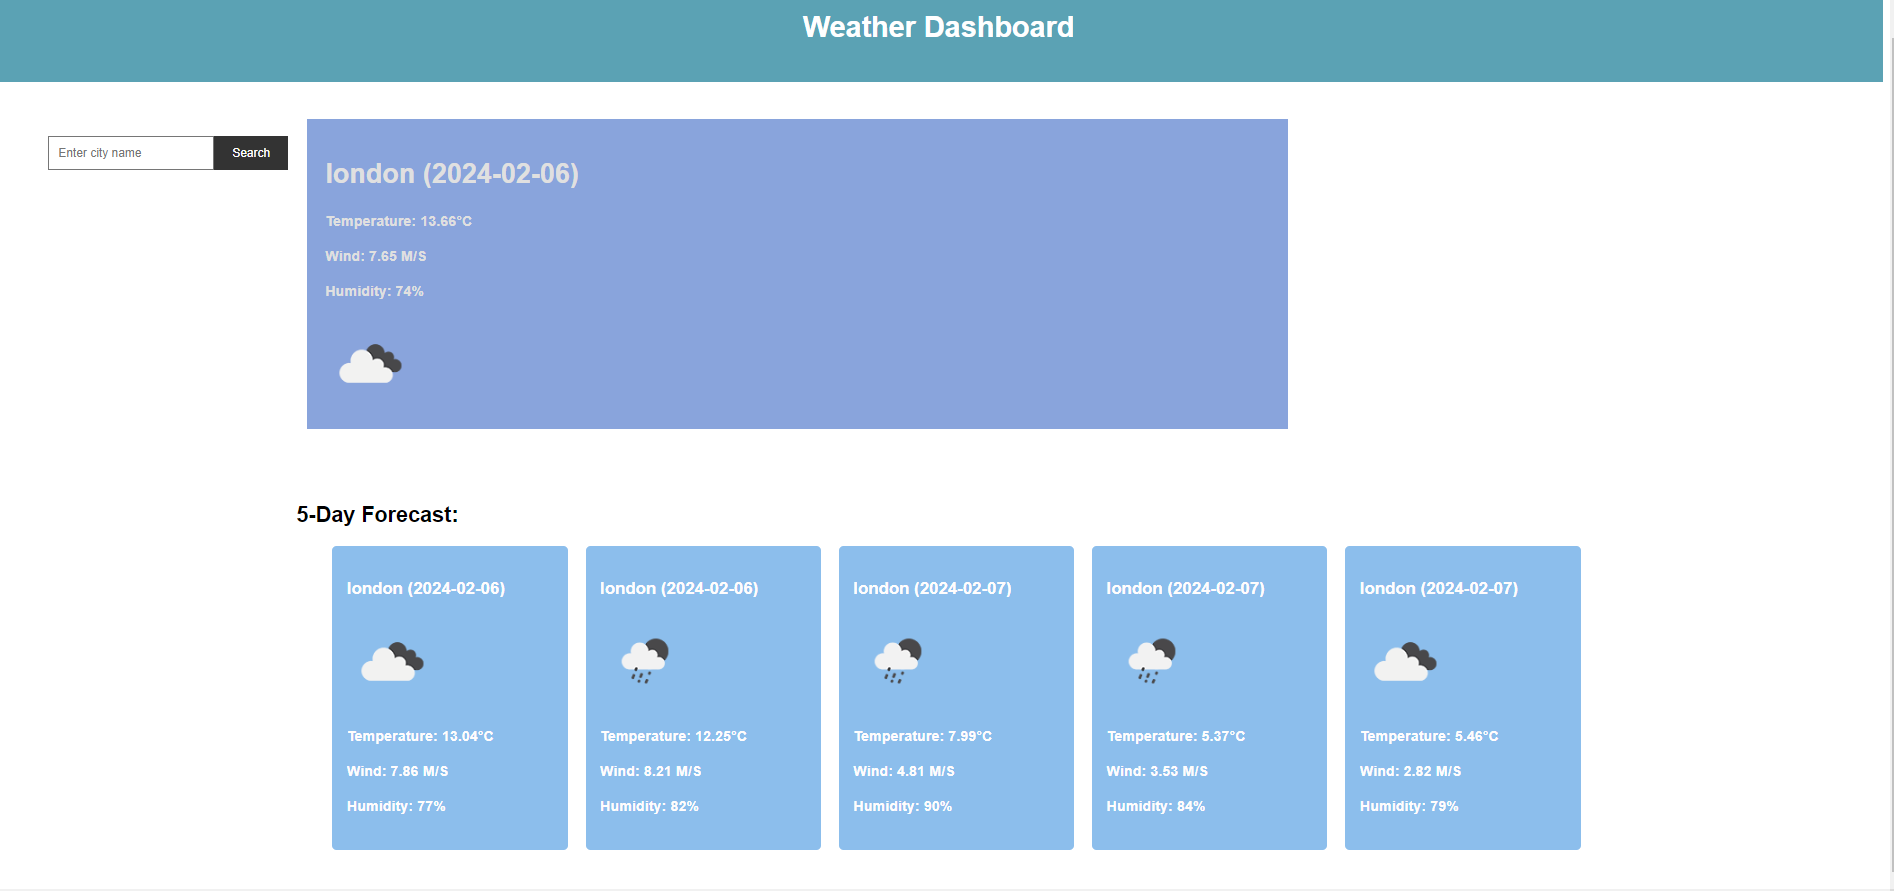 Weather Dashboard
Enter city name
Search
london (2024-02-06)
Temperature: 13.66°C
Wind: 7.65 M/S
Humidity: 74%
5-Day Forecast:
london (2024-02-06)
Temperature: 13.04°C
Wind: 7.86 M/S
Humidity: 77%
london (2024-02-06)
Temperature: 12.25°C
Wind: 8.21 M/S
Humidity: 82%
london (2024-02-07)
Temperature: 7.99°C
Wind: 4.81 M/S
Humidity: 90%
london (2024-02-07)
Temperature: 5.37°C
Wind: 3.53 M/S
Humidity: 84%
london (2024-02-07)
Temperature: 5.46°C
Wind: 2.82 M/S
Humidity: 79%